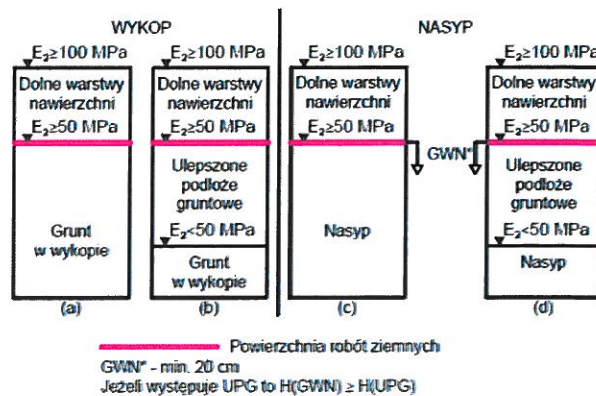 WYKOP
NASYP
E₂≥100 MPa
E₂≥100 MPa
E₂≥100 MPa
E₂≥100 MPa
Dolne warstwy
nawierzchni
Dolne warstwy
nawierzchni
Dolne warstwy
nawierzchni
Dolne warstwy
nawierzchni
E₂≥50 MPa
E₂≥50 MPa
E₂≥50 MPa
E₂≥50 MPa
GWN*
Grunt
w wykopie
Ulepszone
podłoże
gruntowe
E₂<50 MPa
Grunt
w wykopie
Nasyp
Ulepszone
podłoże
gruntowe
E₂<50 MPa
Nasyp
(a)
(b)
(c)
(d)
Powierzchnia robót ziemnych
GWN* - min. 20 cm
Jeżeli występuje UPG to H(GWN) ≥ H(UPG)